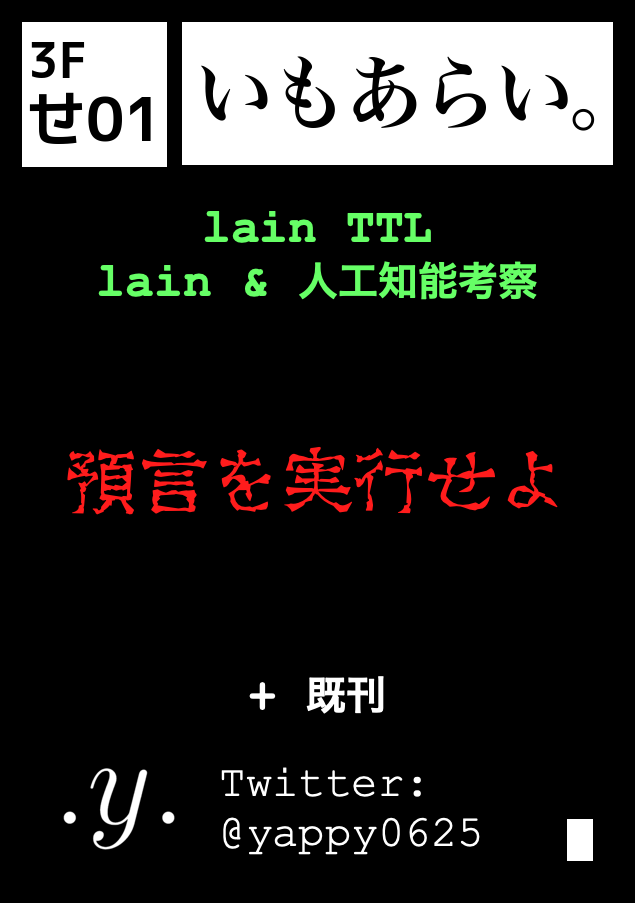 3F
せ01
いもあらい。
lain TTL
lain & 人工知能考察
預言を実行せよ
+ 既刊
.y.
Twitter:
@yappy0625